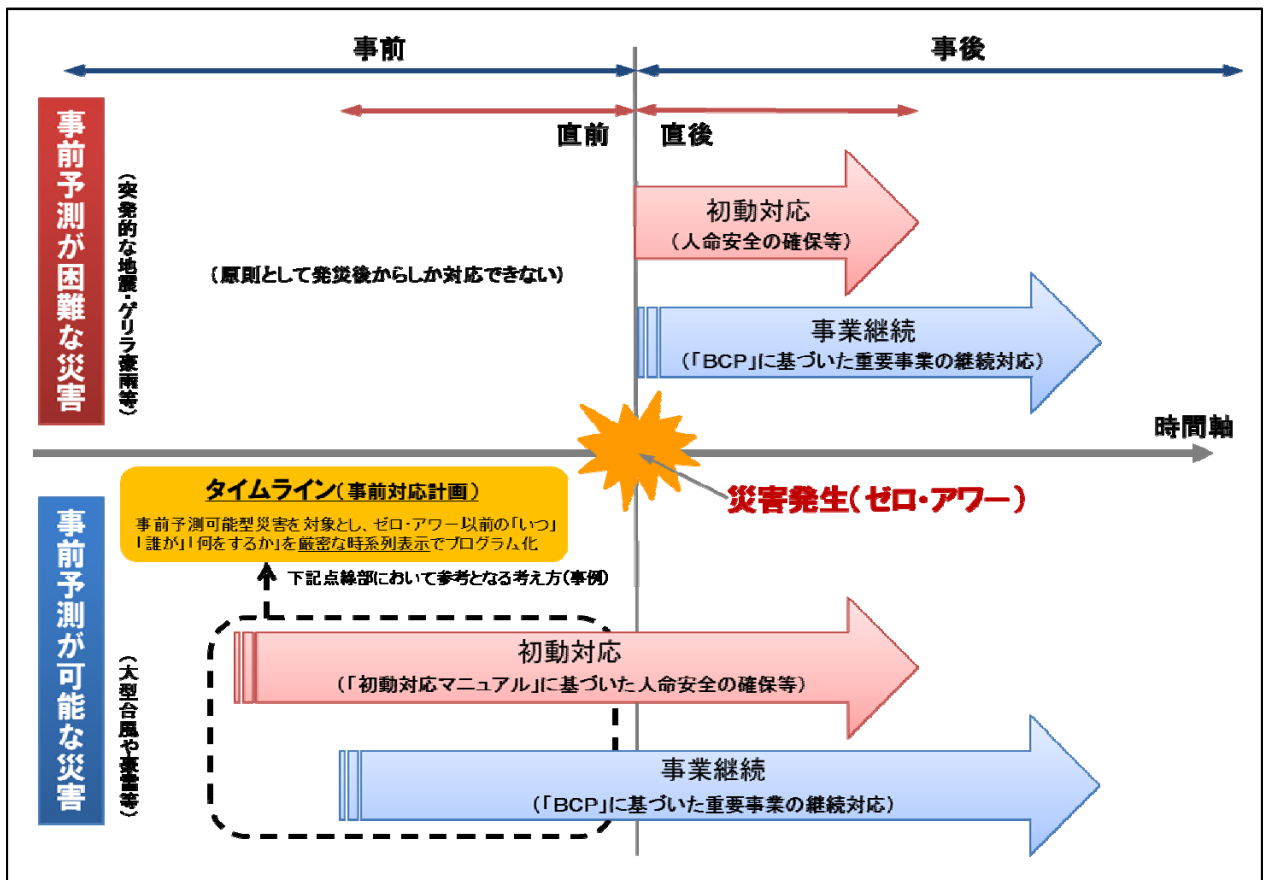 事前
事後
直前
直後
事前予測が困難な災害
(突発的な地震・ゲリラ豪雨等)
初動対応
(人命安全の確保等)
(原則として発災後からしか対応できない)
事業継続
(「BCP」に基づいた重要事業の継続対応)
時間軸
災害発生(ゼロ・アワー)
タイムライン(事前対応計画)
事前予測可能型災害を対象とし、ゼロ・アワー以前の「いつ」
「誰が」「何をするか」を厳密な時系列表示でプログラム化
下記点線部において参考となる考え方(事例)
事前予測が可能な災害
(大型台風や豪雪等)
初動対応
(「初動対応マニュアル」に基づいた人命安全の確保等)
事業継続
(「BCP」に基づいた重要事業の継続対応)